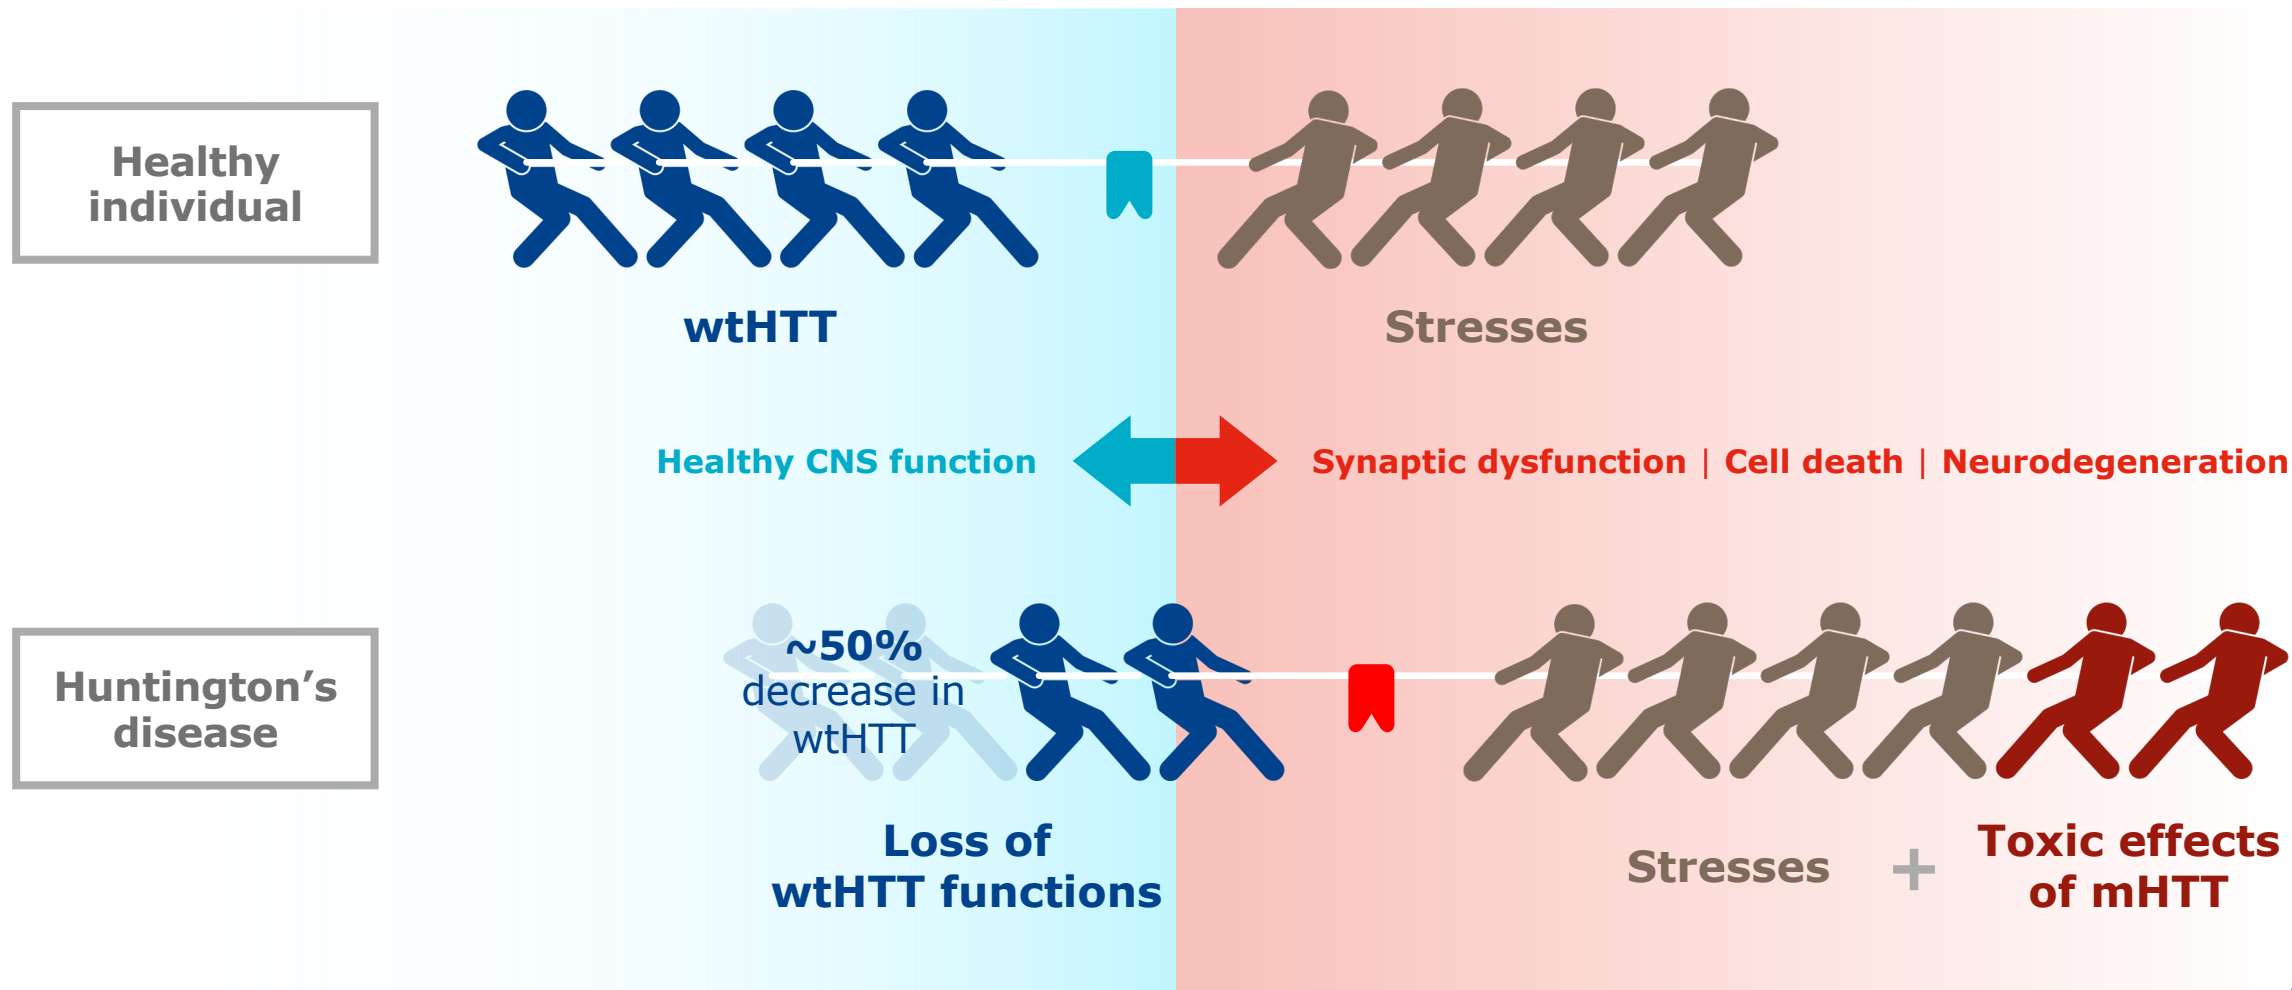 Healthy
individual
wtHTT
Stresses
Healthy CNS function
Synaptic dysfunction | Cell death | Neurodegeneration
Huntington’s
disease
~50%
decrease in
wtHTT
Loss of
wtHTT functions
Stresses
+
Toxic effects
of mHTT